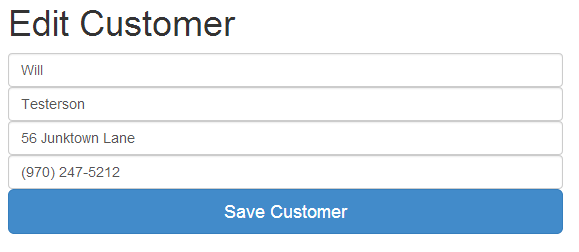 Edit Customer
Will
Testerson
56 Junktown Lane
(970) 247-5212
Save Customer